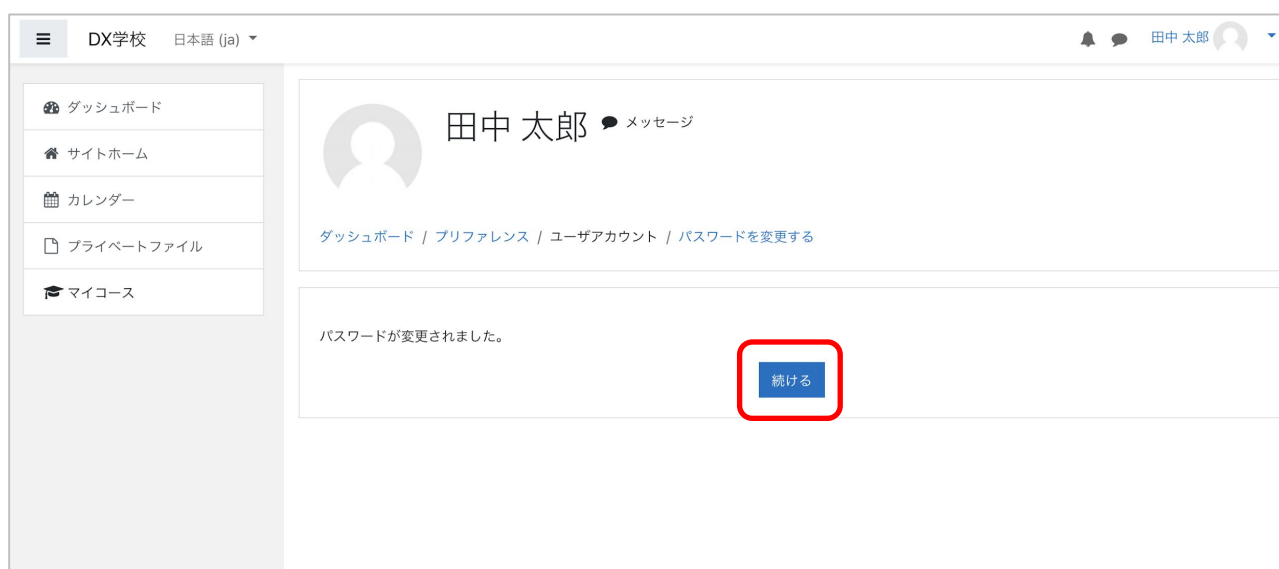 DX学校 日本語 (ja) 田中 太郎
ダッシュボード
サイトホーム
カレンダー
プライベートファイル
マイコース
田中 太郎 メッセージ
ダッシュボード / プリファレンス / ユーザアカウント / パスワードを変更する
パスワードが変更されました。
続ける